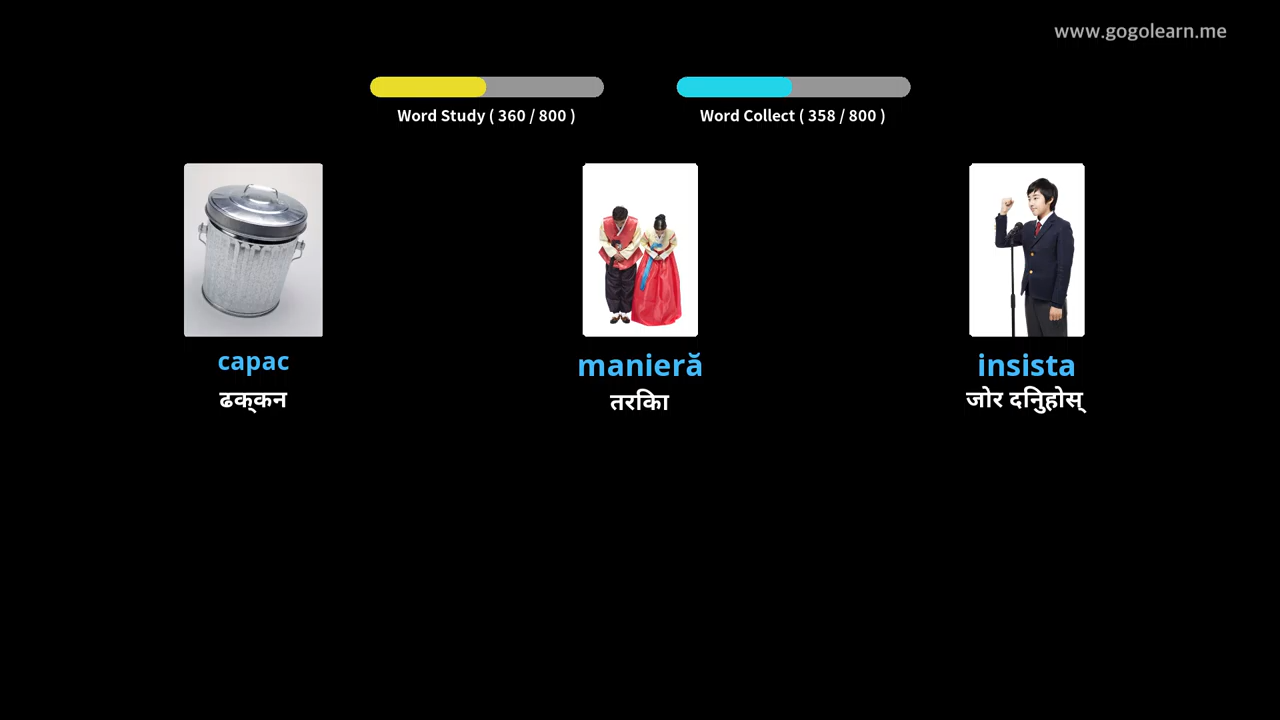 www.gogolearn.me
Word Study ( 360 / 800 )
Word Collect ( 358 / 800 )
capac
manieră
insista
ढक्कन
तरिका
जोर दिनुहोस्